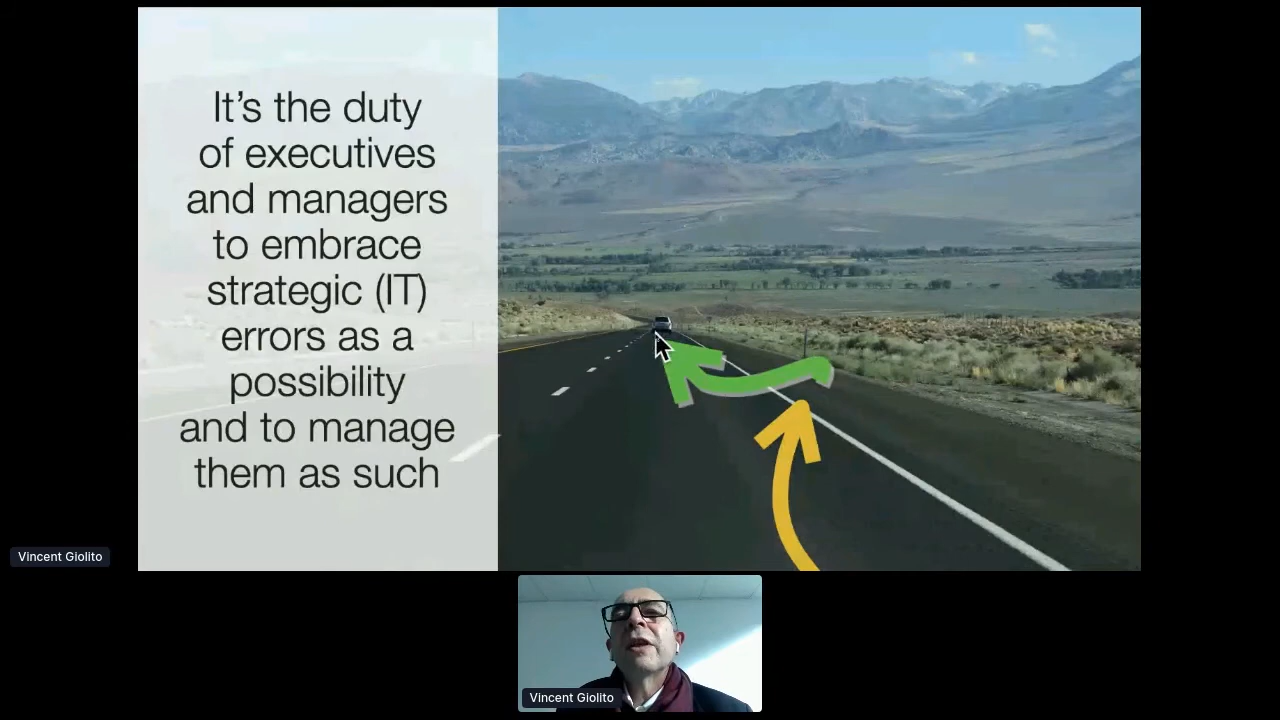 It's the duty
of executives
and managers
to embrace
strategic (IT)
errors as a
possibility
and to manage
them as such
Vincent Giolito
Vincent Giolito